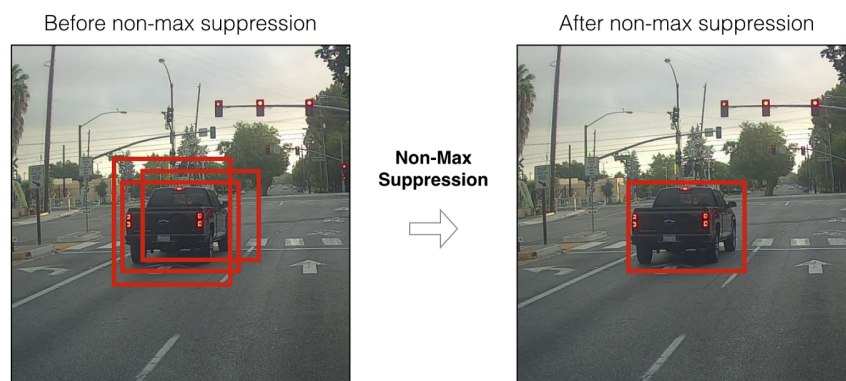 Before non-max suppression
After non-max suppression
Non-Max
Suppression